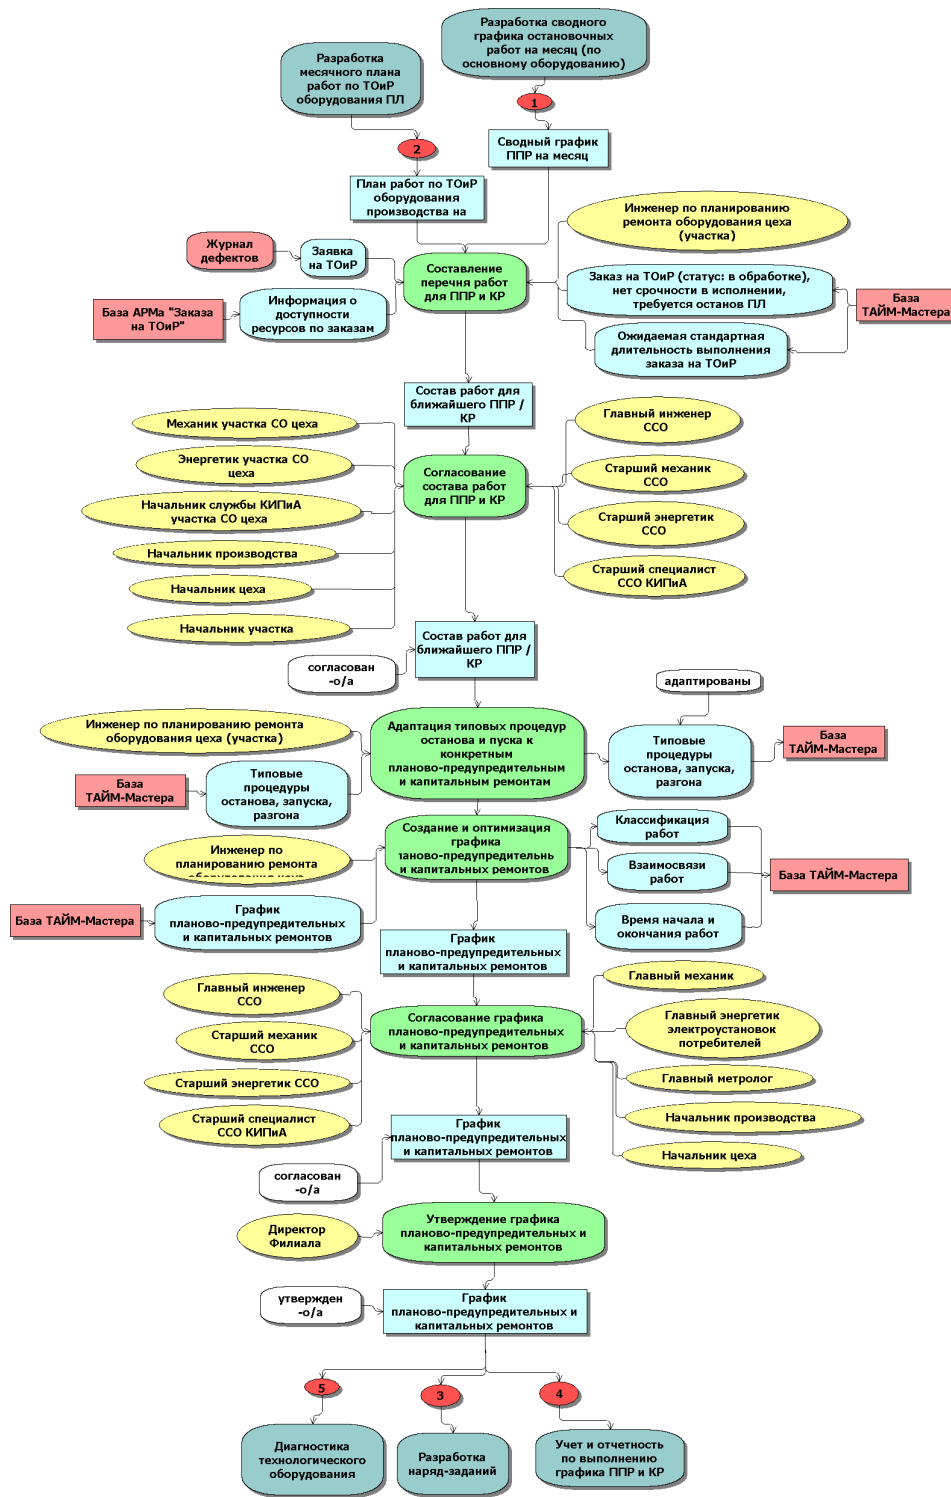 Разработка сводного
графика остановочных
работ на месяц (по
основному оборудованию)
Разработка
месячного плана
работ по ТОиР
оборудования ПЛ
1
2
Сводный график
ППР на месяц
План работ по ТОиР
оборудования
производства на
Инженер по планированию
ремонта оборудования цеха
(участка)
Журнал
дефектов
Заявка
на ТОиР
Составление
перечня работ
для ППР и КР
Заказ на ТОиР (статус: в обработке),
нет срочности в исполнении,
требуется останов ПЛ
База
ТАЙМ-Мастера
База АРМа "Заказа
на ТОиР"
Информация о
доступности
ресурсов по заказам
Ожидаемая стандартная
длительность выполнения
заказа на ТОиР
Состав работ для
ближайшего ППР /
КР
Механик участка СО цеха
Энергетик участка СО
цеха
Начальник службы КИПиА
участка СО цеха
Начальник производства
Начальник цеха
Начальник участка
Согласование
состава работ
для ППР и КР
Главный инженер
ССО
Старший механик
ССО
Старший энергетик
ССО
Старший специалист
ССО КИПиА
Состав работ для
ближайшего ППР /
КР
согласован
-о/а
адаптированы
Инженер по планированию ремонта
оборудования цеха (участка)
База
ТАЙМ-Мастера
Типовые
процедуры
останова, запуска,
разгона
Адаптация типовых процедур
останова и пуска к
конкретным
планово-предупредительным
и капитальным ремонтам
Типовые
процедуры
останова, запуска,
разгона
База
ТАЙМ-Мастера
Инженер по
планированию ремонта
База ТАЙМ-Мастера
График
планово-предупредительных
и капитальных ремонтов
Создание и оптимизация
графика
ланово-предупредительнь
и капитальных ремонтов
Классификация
работ
Взаимосвязи
работ
Время начала и
окончания работ
База ТАЙМ-Мастера
График
планово-предупредительных
и капитальных ремонтов
Главный инженер
ССО
Старший механик
ССО
Старший энергетик ССО
Старший специалист
ССО КИПиА
Согласование графика
планово-предупредительных
и капитальных ремонтов
Главный механик
Главный энергетик
электроустановок
потребителей
Главный метролог
Начальник производства
Начальник цеха
График
планово-предупредительных
и капитальных ремонтов
согласован
-о/а
Директор
Филиала
Утверждение графика
планово-предупредительных и
капитальных ремонтов
утвержден
-о/а
График
планово-предупредительных и
капитальных ремонтов
5
3
4
Диагностика
технологического
оборудования
Разработка
наряд-заданий
Учет и отчетность
по выполнению
графика ППР и КР